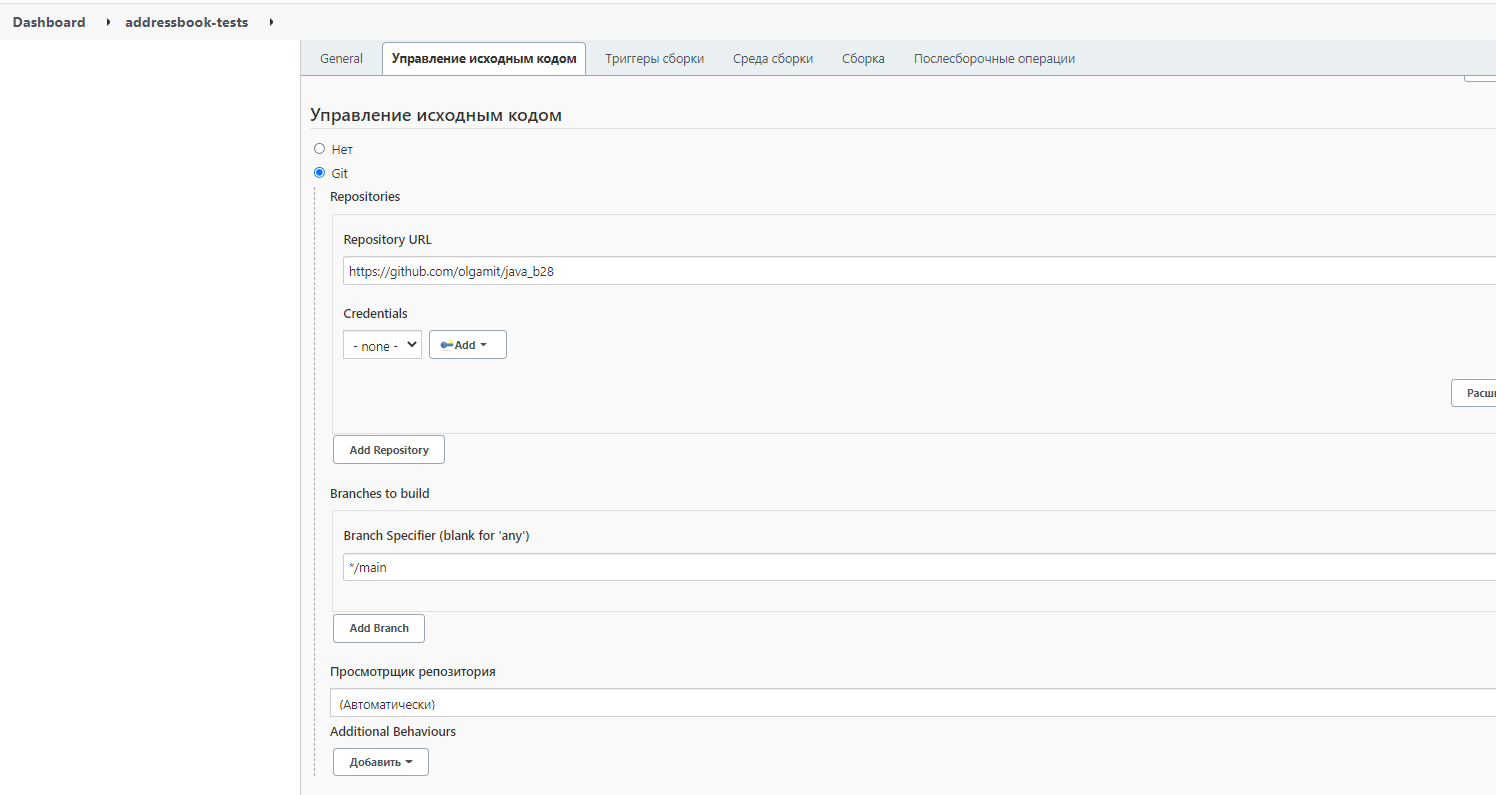 Dashboard addressbook-tests
General Управление исходным кодом Триггеры сборки Среда сборки Сборка Послесборочные операции
Управление исходным кодом
Нет
Git
Repositories
Repository URL
https://github.com/olgamit/java_b28
Credentials
- none - Add
Add Repository
Branches to build
Branch Specifier (blank for 'any')
*/main
Add Branch
Просмотрщик репозитория
(Автоматически)
Additional Behaviours
Добавить